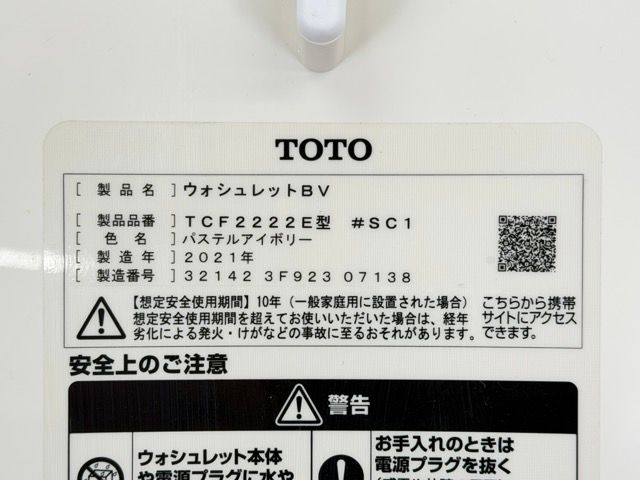 TOTO
[ 製 品 名 ] ウォシュレットBV
[ 製品品番 ] TCF2222E型 #SC1
[ 色 名 ] パステルアイボリー
[ 製 造 年 ] 2021年
[ 製造番号 ] 32142 3F923 07138
【想定安全使用期間】10年(一般家庭用に設置された場合)
想定安全使用期間を超えてお使いいただいた場合は、経年
劣化による発火・けがなどの事故に至るおそれがあります。
こちらから携帯
サイトにアクセス
できます。
安全上のご注意
警告
ウォシュレット本体
や電源プラグに水や
お手入れのときは
電源プラグを抜く